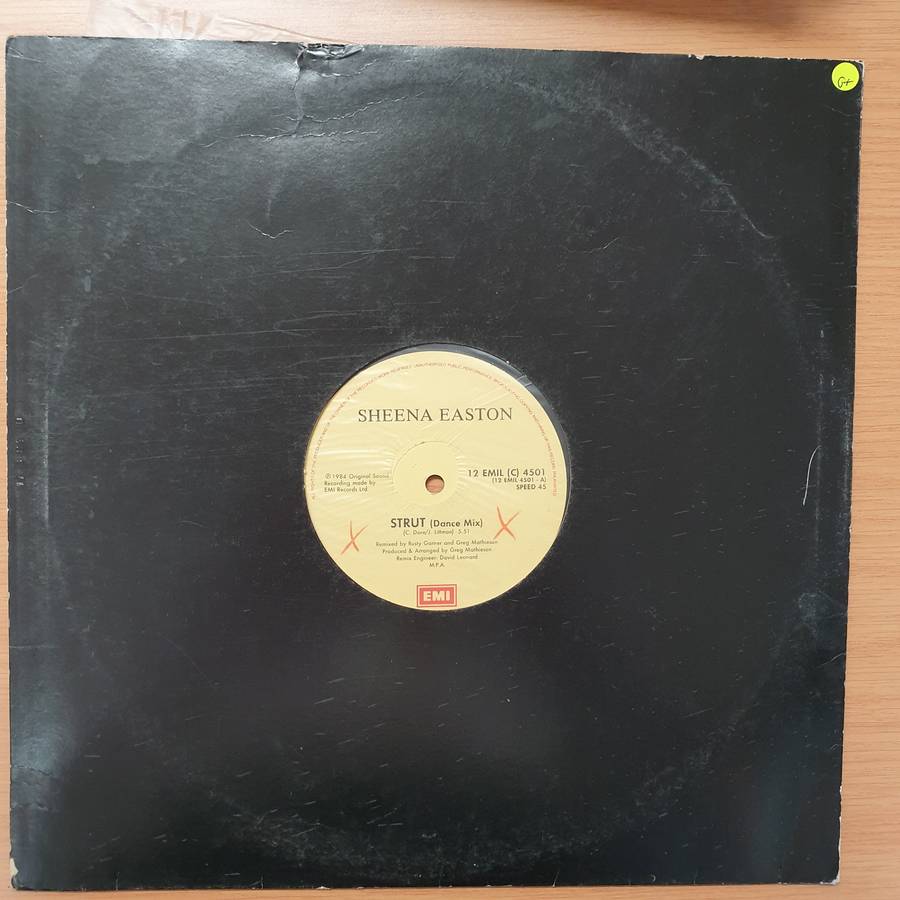 G+
SHEENA EASTON
℗ 1984 Original Sound
Recording made by
EMI Records Ltd.
12 EMIL (C) 4501
(12 EMIL 4501 - A)
SPEED 45
STRUT (Dance Mix)
(C. Dore/J. Littman) 5.51
Remixed by Rusty Garner and Greg Mathieson
Produced & Arranged by Greg Mathieson
Remix Engineer: David Leonard
M.P.A.
EMI